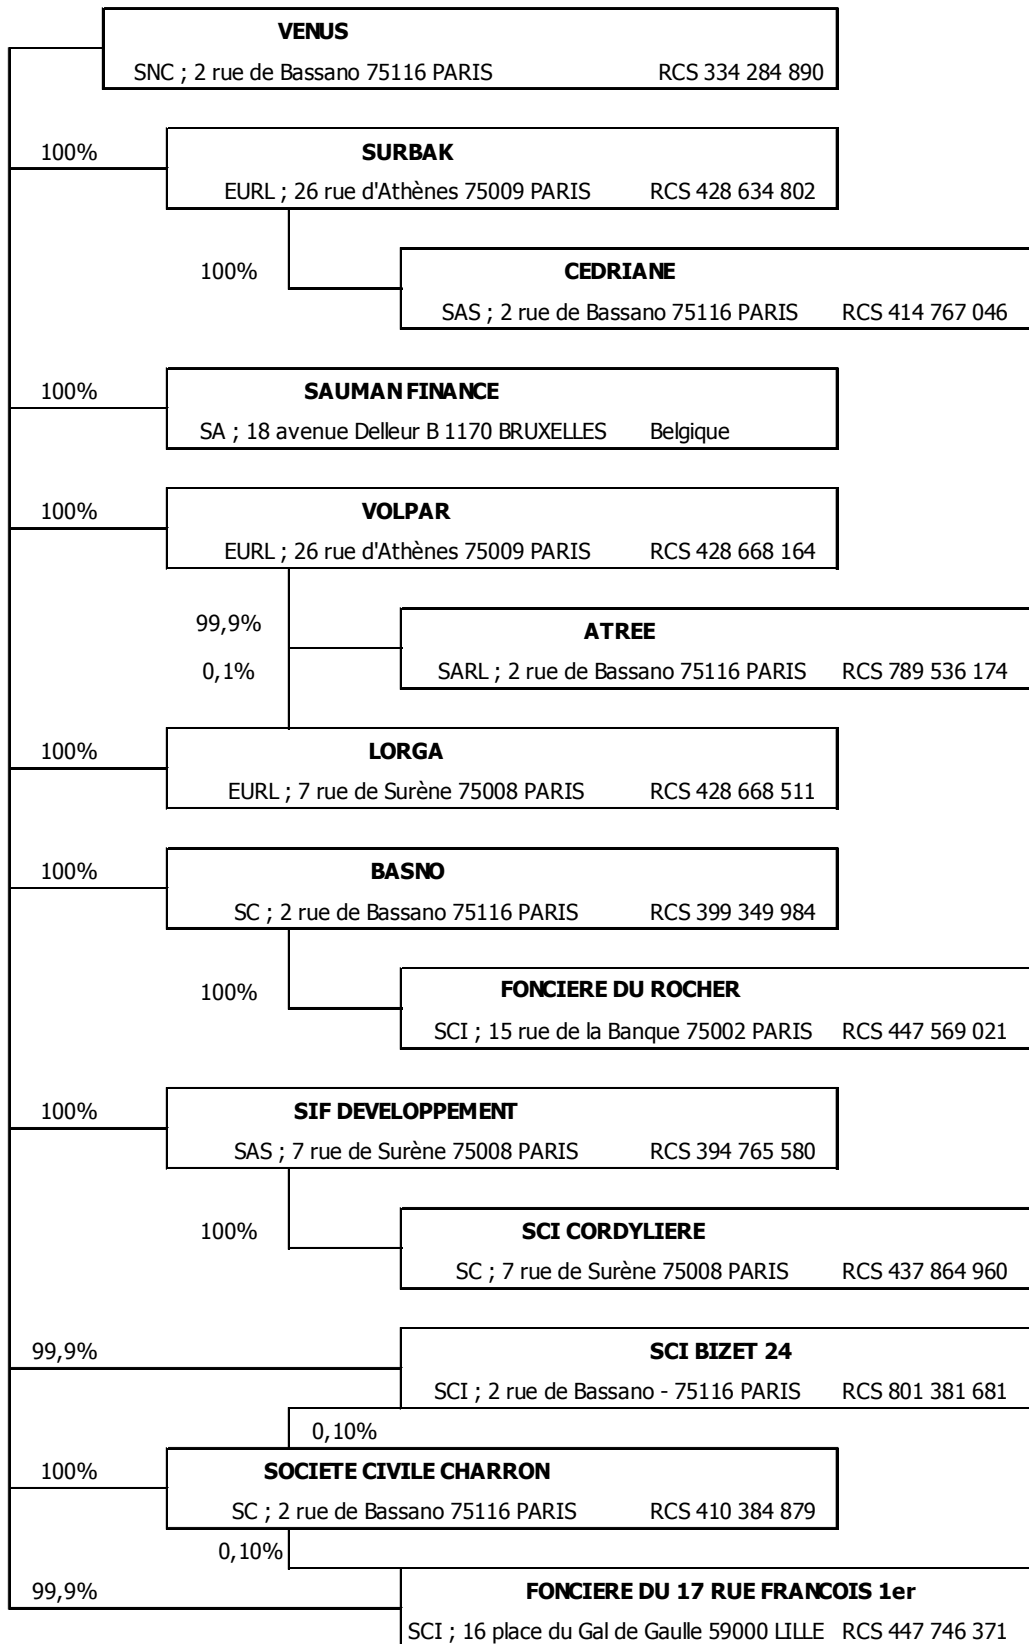 VENUS
SNC ; 2 rue de Bassano 75116 PARIS RCS 334 284 890
100% SURBAK
EURL ; 26 rue d'Athènes 75009 PARIS RCS 428 634 802
100% CEDRIANE
SAS ; 2 rue de Bassano 75116 PARIS RCS 414 767 046
100% SAUMAN FINANCE
SA ; 18 avenue Delleur B 1170 BRUXELLES Belgique
100% VOLPAR
EURL ; 26 rue d'Athènes 75009 PARIS RCS 428 668 164
99,9% ATREE
0,1% SARL ; 2 rue de Bassano 75116 PARIS RCS 789 536 174
100% LORGA
EURL ; 7 rue de Surène 75008 PARIS RCS 428 668 511
100% BASNO
SC ; 2 rue de Bassano 75116 PARIS RCS 399 349 984
100% FONCIERE DU ROCHER
SCI ; 15 rue de la Banque 75002 PARIS RCS 447 569 021
100% SIF DEVELOPPEMENT
SAS ; 7 rue de Surène 75008 PARIS RCS 394 765 580
100% SCI CORDYLIERE
SC ; 7 rue de Surène 75008 PARIS RCS 437 864 960
99,9% SCI BIZET 24
SCI ; 2 rue de Bassano - 75116 PARIS RCS 801 381 681
0,10%
100% SOCIETE CIVILE CHARRON
SC ; 2 rue de Bassano 75116 PARIS RCS 410 384 879
0,10%
99,9% FONCIERE DU 17 RUE FRANCOIS 1er
SCI ; 16 place du Gal de Gaulle 59000 LILLE RCS 447 746 371